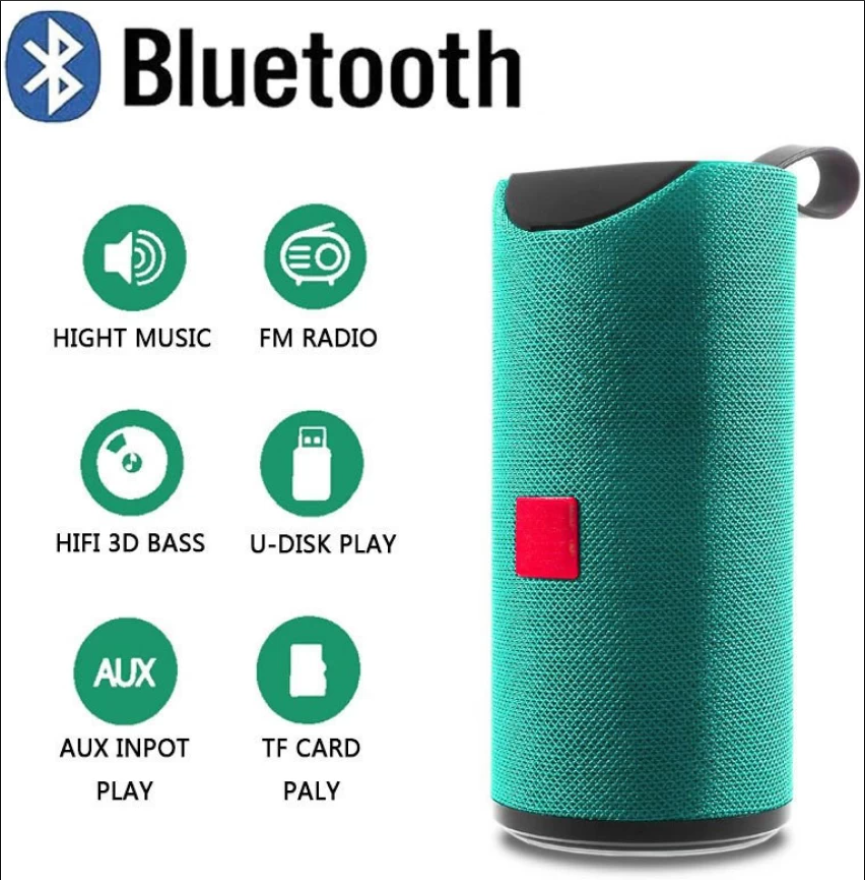 Bluetooth
HIGHT MUSIC
FM RADIO
HIFI 3D BASS
U-DISK PLAY
AUX
AUX INPOT
PLAY
TF CARD
PALY